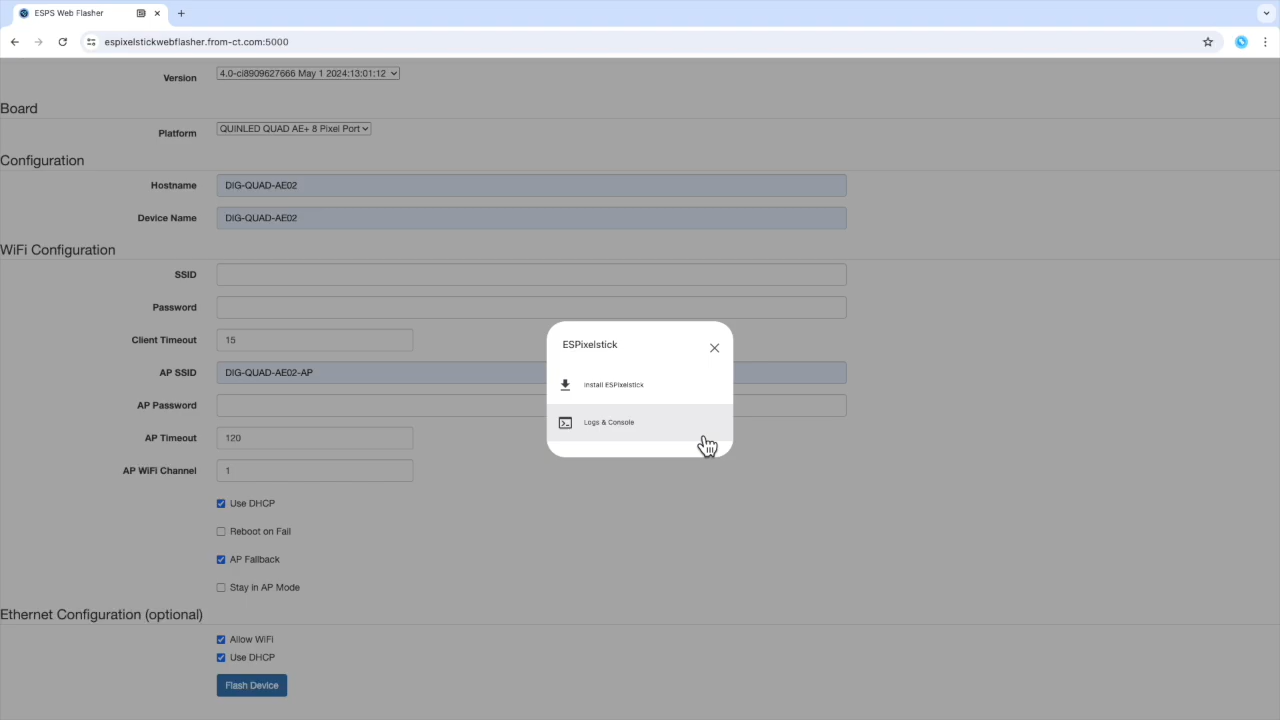 ESPS Web Flasher
espixelstickwebflasher.from-ct.com:5000
Version 4.0-ci8909627666 May 1 2024:13:01:12
Board
Platform QUINLED QUAD AE+ 8 Pixel Port
Configuration
Hostname DIG-QUAD-AE02
Device Name DIG-QUAD-AE02
WiFi Configuration
SSID
Password
Client Timeout 15
AP SSID DIG-QUAD-AE02-AP
AP Password
AP Timeout 120
AP WiFi Channel 1
Use DHCP
Reboot on Fail
AP Fallback
Stay in AP Mode
Ethernet Configuration (optional)
Allow WiFi
Use DHCP
Flash Device
ESPixelstick
Install ESPixelstick
Logs & Console